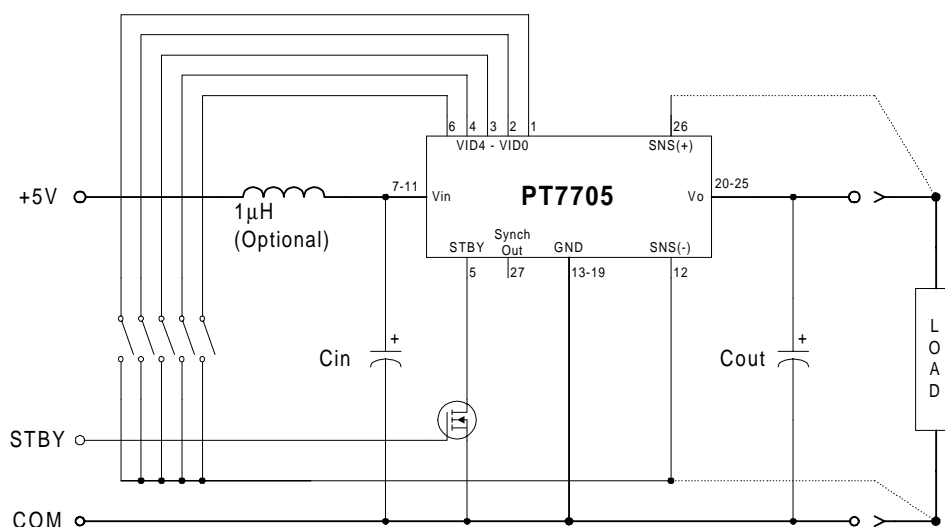 6 4 3 2 1 26
VID4 - VID0 SNS(+)
+5V 7-11 Vin PT7705 Vo 20-25
1μH
(Optional)
STBY Synch Out GND SNS(-)
5 27 13-19 12
+ +
Cin Cout
L
O
A
D
STBY
COM